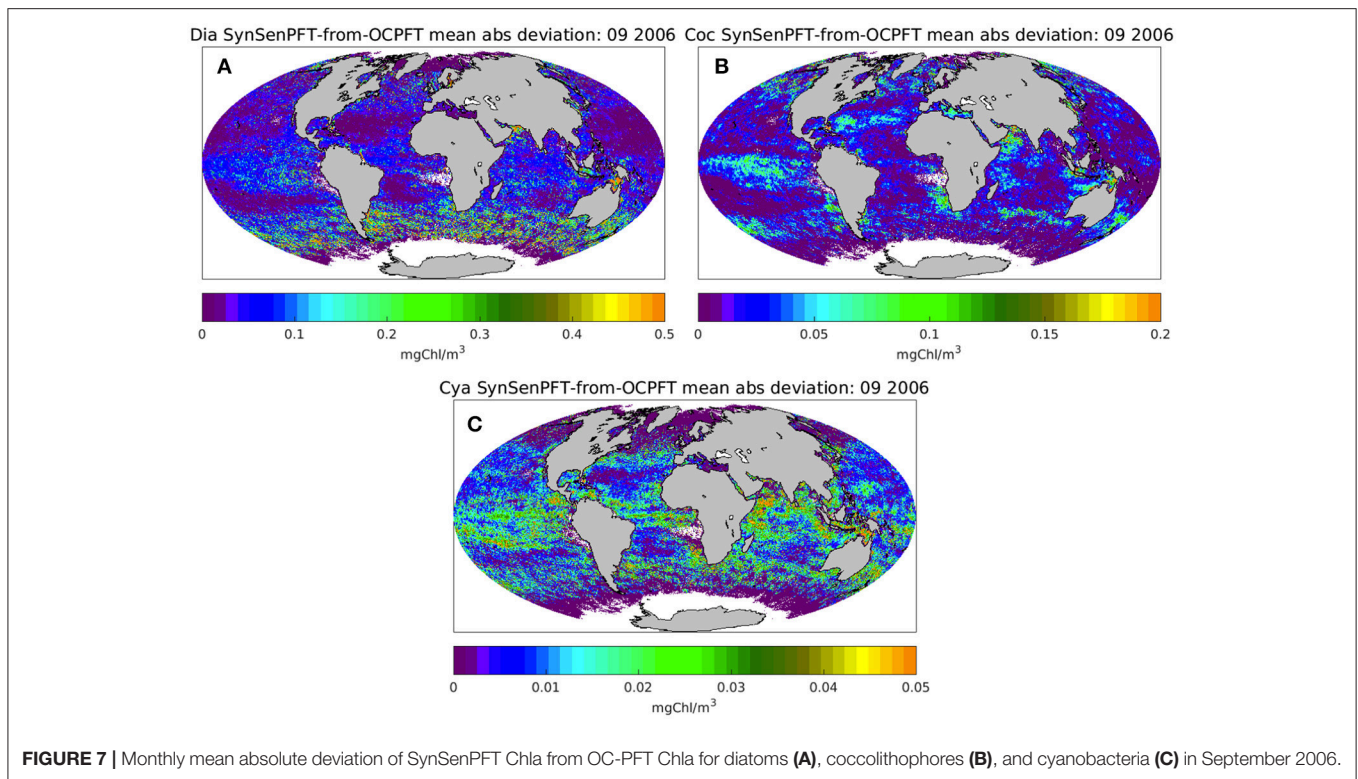 Dia SynSenPFT-from-OCPFT mean abs deviation: 09 2006
A
0 0.1 0.2 0.3 0.4 0.5
mgChl/m³
Coc SynSenPFT-from-OCPFT mean abs deviation: 09 2006
B
0 0.05 0.1 0.15 0.2
mgChl/m³
Cya SynSenPFT-from-OCPFT mean abs deviation: 09 2006
C
0 0.01 0.02 0.03 0.04 0.05
mgChl/m³
FIGURE 7 | Monthly mean absolute deviation of SynSenPFT Chla from OC-PFT Chla for diatoms (A), coccolithophores (B), and cyanobacteria (C) in September 2006.